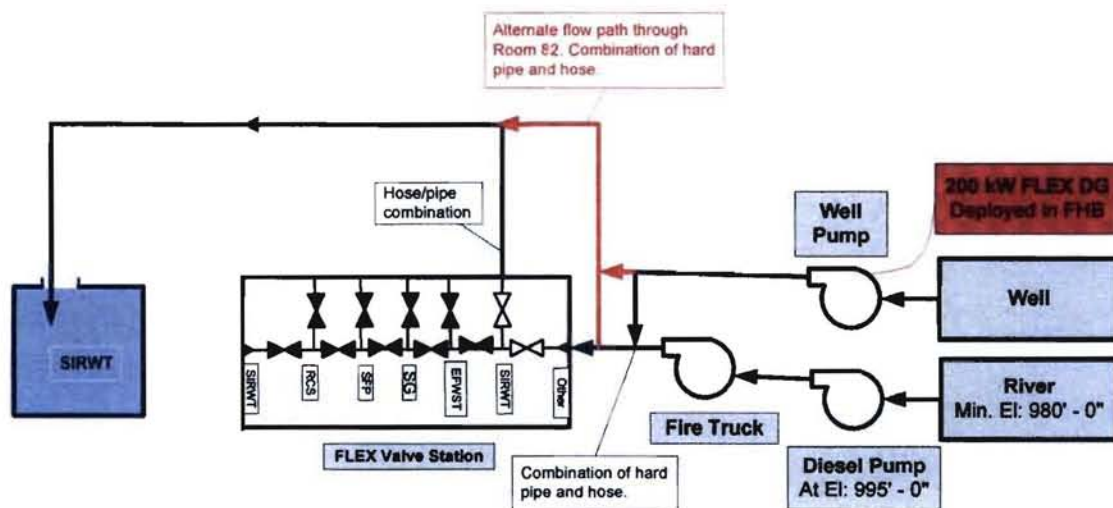 Alternate flow path through
Room 82. Combination of hard
pipe and hose.
Hose/pipe
combination
Well
Pump
200 kW FLEX DG
Deployed in FHB
Well
SIRWT
SIRWT
RCS
SFP
S/G
EFWST
SIRWT
Other
River
Min. El: 980' - 0"
Fire Truck
FLEX Valve Station
Combination of hard
pipe and hose.
Diesel Pump
At El: 995' - 0"